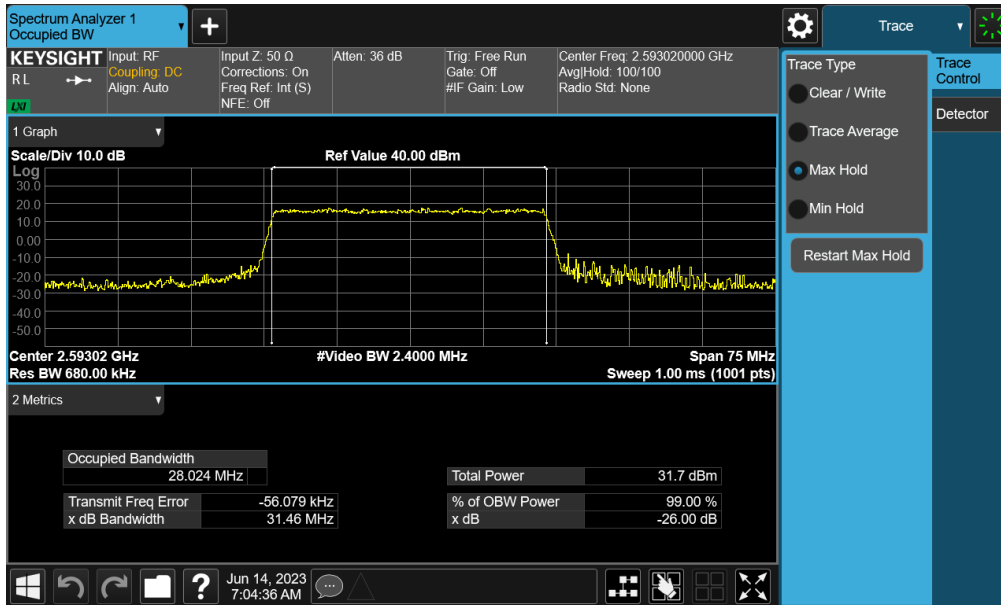 Spectrum Analyzer 1
Occupied BW
+
Trace
KEYSIGHT
R L
LXI
Input: RF
Coupling: DC
Align: Auto
Input Z: 50 Ω
Corrections: On
Freq Ref: Int (S)
NFE: Off
Atten: 36 dB
Trig: Free Run
Gate: Off
#IF Gain: Low
Center Freq: 2.593020000 GHz
Avg|Hold: 100/100
Radio Std: None
Trace Type
Clear / Write
Trace Average
Max Hold
Min Hold
Restart Max Hold
Trace
Control
Detector
1 Graph
Scale/Div 10.0 dB
Ref Value 40.00 dBm
Log
30.0
20.0
10.0
0.00
-10.0
-20.0
-30.0
-40.0
-50.0
Center 2.59302 GHz
#Video BW 2.4000 MHz
Span 75 MHz
Res BW 680.00 kHz
Sweep 1.00 ms (1001 pts)
2 Metrics
Occupied Bandwidth
28.024 MHz
Total Power 31.7 dBm
Transmit Freq Error -56.079 kHz
% of OBW Power 99.00 %
x dB Bandwidth 31.46 MHz
x dB -26.00 dB
?
Jun 14, 2023
7:04:36 AM